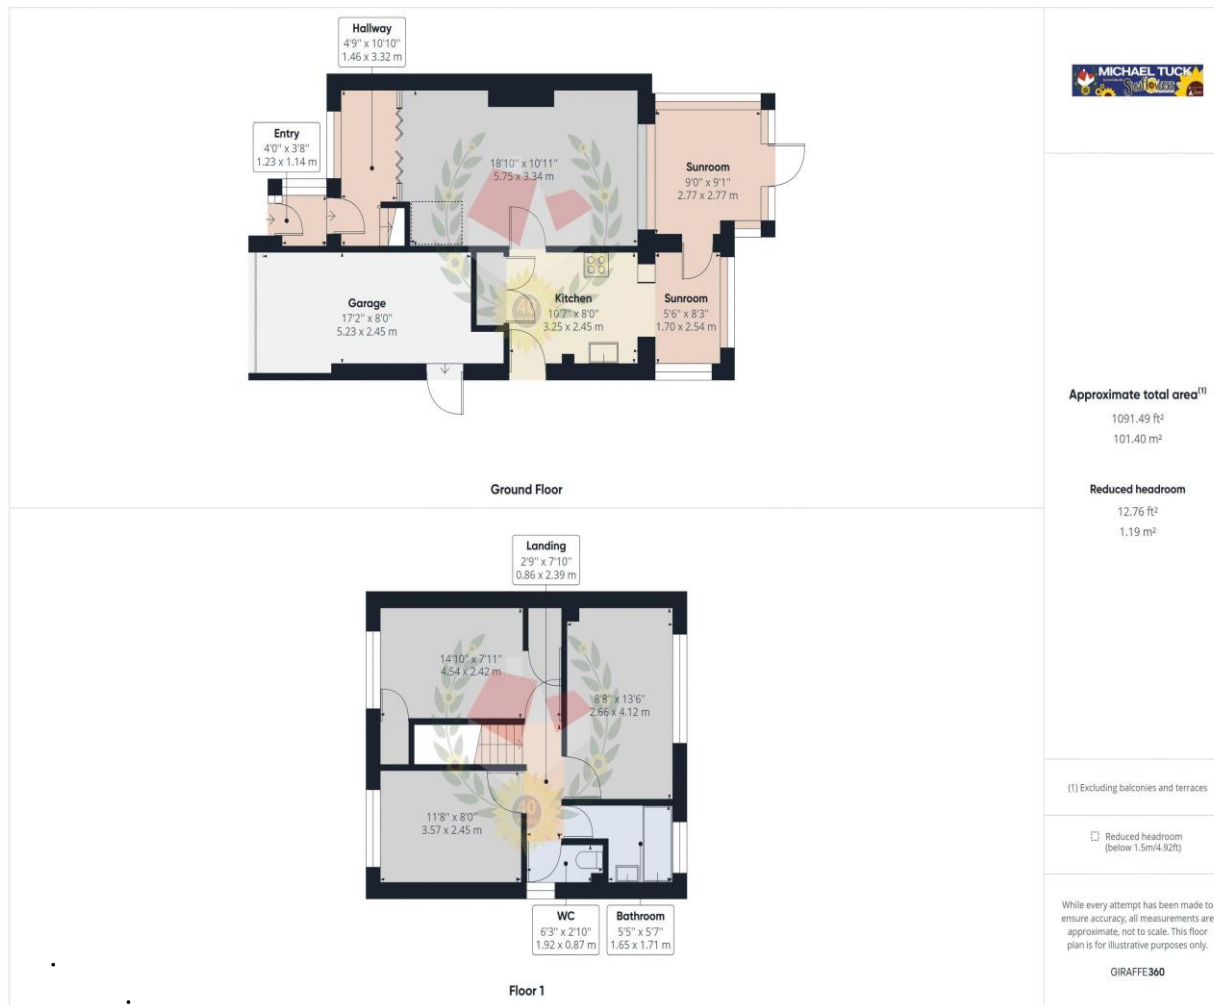 Hallway
4'9" x 10'10"
1.46 x 3.32 m
Entry
4'0" x 3'8"
1.23 x 1.14 m
18'10" x 10'11"
5.75 x 3.34 m
Sunroom
9'0" x 9'1"
2.77 x 2.77 m
Garage
17'2" x 8'0"
5.23 x 2.45 m
Kitchen
10'7" x 8'0"
3.25 x 2.45 m
Sunroom
5'6" x 8'3"
1.70 x 2.54 m
40
Ground Floor
Landing
2'9" x 7'10"
0.86 x 2.39 m
14'10" x 7'11"
4.54 x 2.42 m
8'8" x 13'6"
2.66 x 4.12 m
11'8" x 8'0"
3.57 x 2.45 m
40
WC
6'3" x 2'10"
1.92 x 0.87 m
Bathroom
5'5" x 5'7"
1.65 x 1.71 m
Floor 1
MICHAEL TUCK
Approximate total area(1)
1091.49 ft²
101.40 m²
Reduced headroom
12.76 ft²
1.19 m²
(1) Excluding balconies and terraces
Reduced headroom
(below 1.5m/4.92ft)
While every attempt has been made to
ensure accuracy, all measurements are
approximate, not to scale. This floor
plan is for illustrative purposes only.
GIRAFFE360